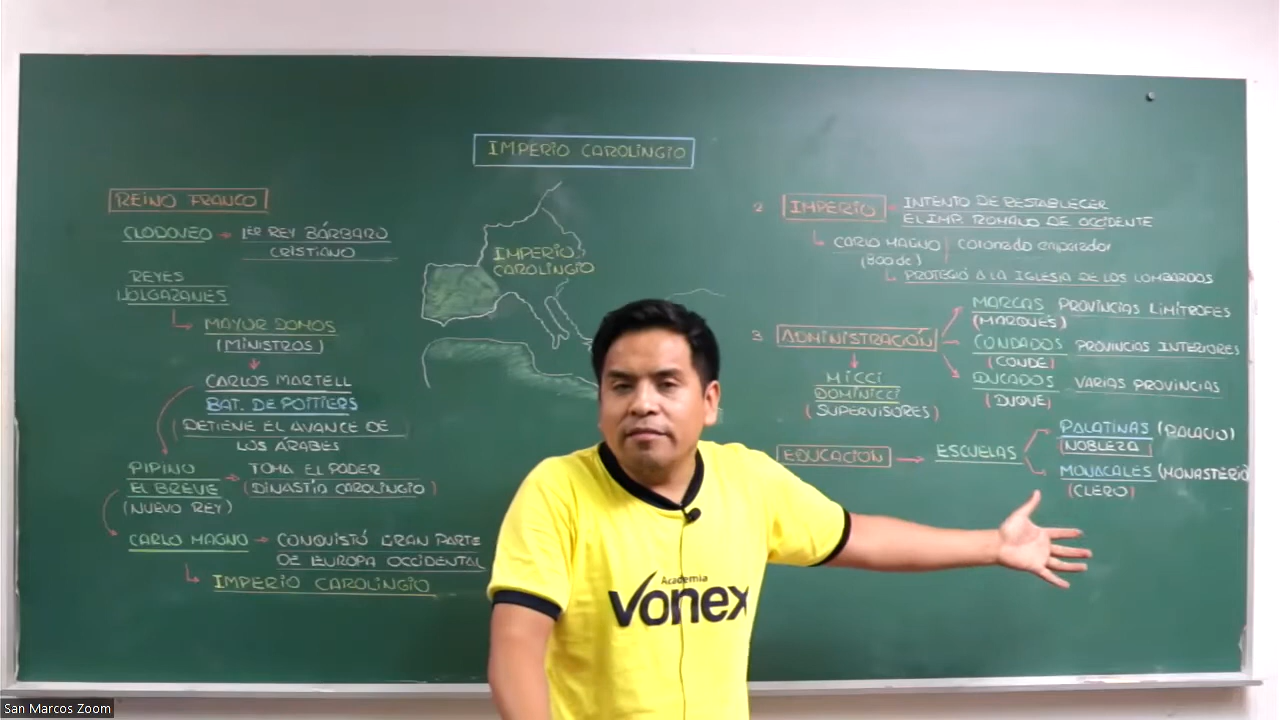 IMPERIO CAROLINGIO
REINO FRANCO
CLODOVEO → 1ER REY BÁRBARO
CRISTIANO
REYES
HOLGAZANES
MAYOR DOMOS
(MINISTROS)
CARLOS MARTELL
BAT. DE POITIERS
(DETIENE EL AVANCE DE
LOS ÁRABES
PIPINO → TOMA EL PODER
EL BREVE (DINASTÍA CAROLINGIO)
(NUEVO REY)
CARLO MAGNO → CONQUISTÓ GRAN PARTE
DE EUROPA OCCIDENTAL
IMPERIO CAROLINGIO
IMPERIO
CAROLINGIO
2. IMPERIO → INTENTO DE RESTABLECER
EL IMP. ROMANO DE OCCIDENTE
CARLO MAGNO | coronado emperador
(800 dc)
PROTEGIÓ A LA IGLESIA DE LOS LOMBARDOS
3 ADMINISTRACIÓN
MARCAS PROVINCIAS LIMÍTROFES
(MARQUÉS)
CONDADOS PROVINCIAS INTERIORES
(CONDE)
DUCADOS VARIAS PROVINCIAS
(DUQUE)
MICCI
DOMINICCI
(SUPERVISORES)
EDUCACIÓN → ESCUELAS
PALATINAS (PALACIO)
NOBLEZA
MONACALES (MONASTERIO
(CLERO)
Academia
Vonex
San Marcos Zoom